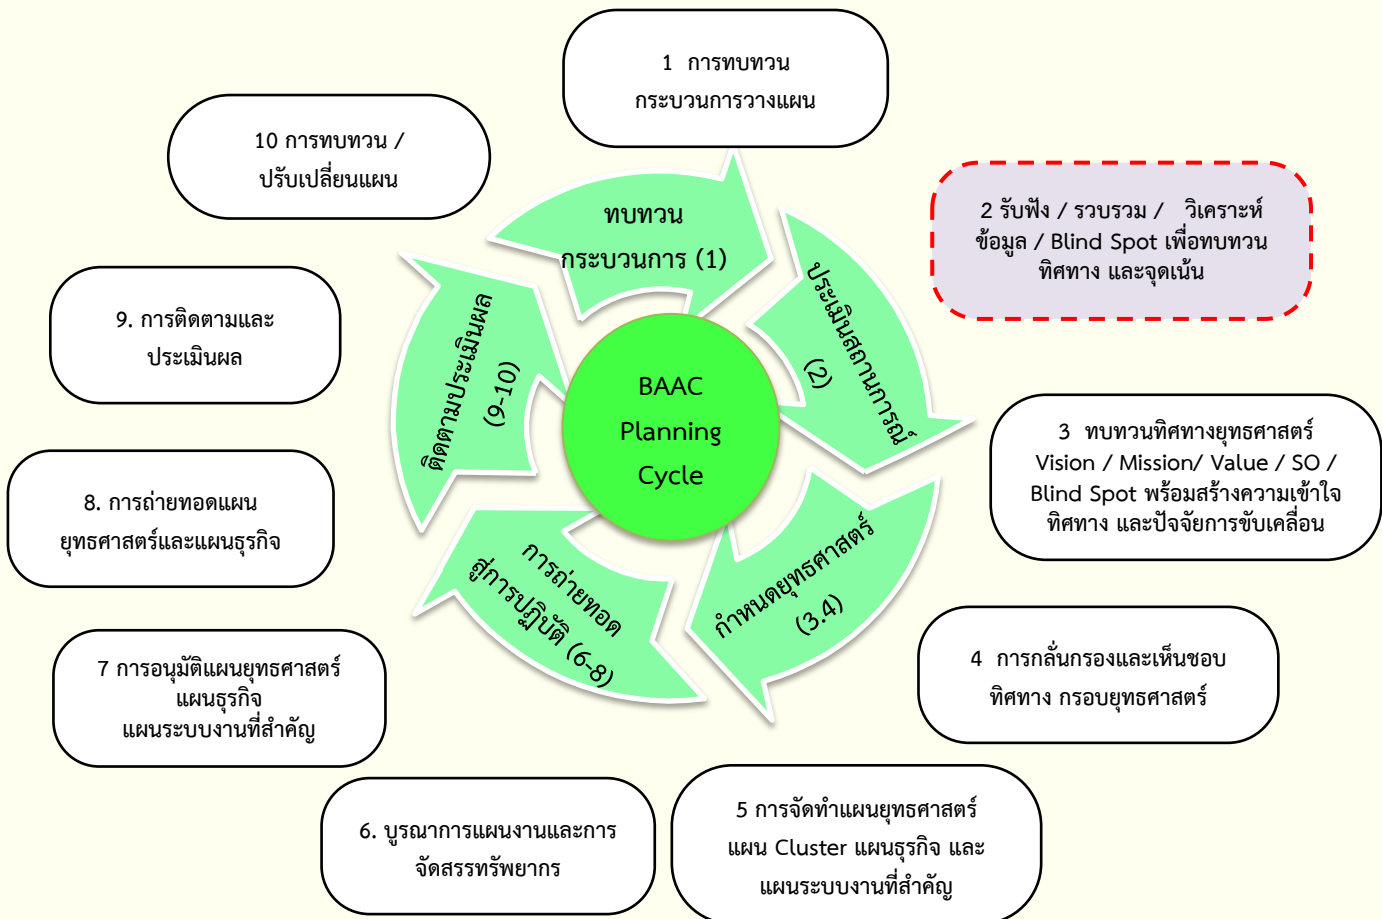 1 การทบทวน
กระบวนการวางแผน
10 การทบทวน /
ปรับเปลี่ยนแผน
2 รับฟัง / รวบรวม / วิเคราะห์
ข้อมูล / Blind Spot เพื่อทบทวน
ทิศทาง และจุดเน้น
ทบทวน
กระบวนการ (1)
ประเมินสถานการณ์
(2)
9. การติดตามและ
ประเมินผล
ติดตามประเมินผล
(9-10)
BAAC
Planning
Cycle
3 ทบทวนทิศทางยุทธศาสตร์
Vision / Mission/ Value / SO /
Blind Spot พร้อมสร้างความเข้าใจ
ทิศทาง และปัจจัยการขับเคลื่อน
8. การถ่ายทอดแผน
ยุทธศาสตร์และแผนธุรกิจ
การถ่ายทอด
สู่การปฏิบัติ (6-8)
กำหนดยุทธศาสตร์
(3.4)
4 การกลั่นกรองและเห็นชอบ
ทิศทาง กรอบยุทธศาสตร์
7 การอนุมัติแผนยุทธศาสตร์
แผนธุรกิจ
แผนระบบงานที่สำคัญ
6. บูรณาการแผนงานและการ
จัดสรรทรัพยากร
5 การจัดทำแผนยุทธศาสตร์
แผน Cluster แผนธุรกิจ และ
แผนระบบงานที่สำคัญ